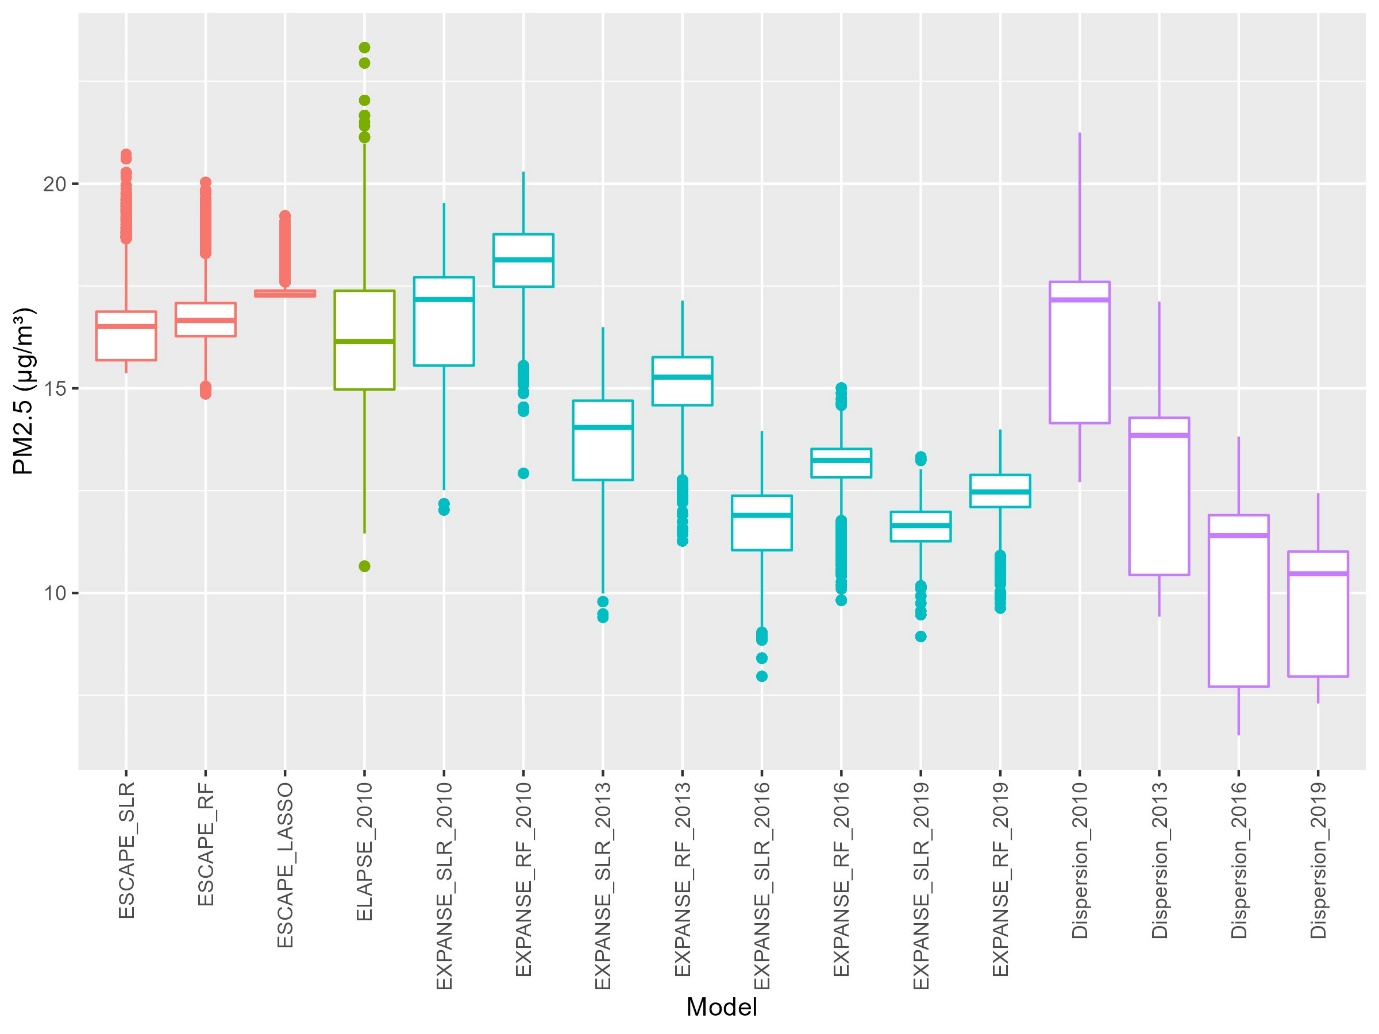 PM2.5 (µg/m³)
20
15
10
ESCAPE_SLR
ESCAPE_RF
ESCAPE_LASSO
ELAPSE_2010
EXPANSE_SLR_2010
EXPANSE_RF_2010
EXPANSE_SLR_2013
EXPANSE_RF_2013
EXPANSE_SLR_2016
EXPANSE_RF_2016
EXPANSE_SLR_2019
EXPANSE_RF_2019
Dispersion_2010
Dispersion_2013
Dispersion_2016
Dispersion_2019
Model